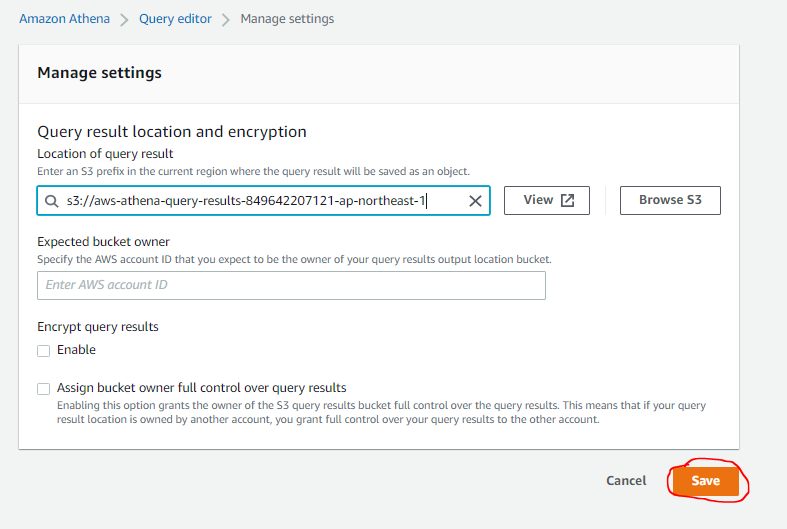 Amazon Athena > Query editor > Manage settings
Manage settings
Query result location and encryption
Location of query result
Enter an S3 prefix in the current region where the query result will be saved as an object.
s3://aws-athena-query-results-849642207121-ap-northeast-1
View
Browse S3
Expected bucket owner
Specify the AWS account ID that you expect to be the owner of your query results output location bucket.
Enter AWS account ID
Encrypt query results
Enable
Assign bucket owner full control over query results
Enabling this option grants the owner of the S3 query results bucket full control over the query results. This means that if your query
result location is owned by another account, you grant full control over your query results to the other account.
Cancel
Save